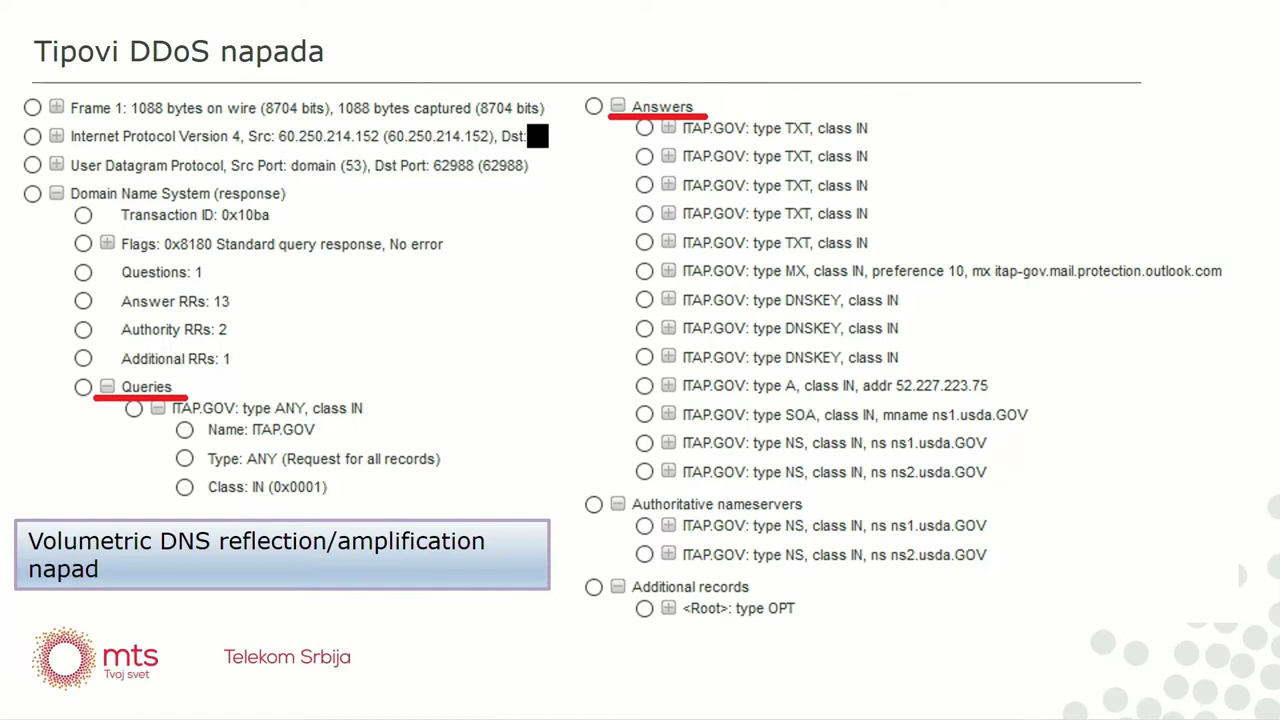 Tipovi DDoS napada
Frame 1: 1088 bytes on wire (8704 bits), 1088 bytes captured (8704 bits)
Internet Protocol Version 4, Src: 60.250.214.152 (60.250.214.152), Dst:
User Datagram Protocol, Src Port: domain (53), Dst Port: 62988 (62988)
Domain Name System (response)
Transaction ID: 0x10ba
Flags: 0x8180 Standard query response, No error
Questions: 1
Answer RRs: 13
Authority RRs: 2
Additional RRs: 1
Queries
ITAP.GOV: type ANY, class IN
Name: ITAP.GOV
Type: ANY (Request for all records)
Class: IN (0x0001)
Volumetric DNS reflection/amplification
napad
Answers
ITAP.GOV: type TXT, class IN
ITAP.GOV: type TXT, class IN
ITAP.GOV: type TXT, class IN
ITAP.GOV: type TXT, class IN
ITAP.GOV: type TXT, class IN
ITAP.GOV: type MX, class IN, preference 10, mx itap-gov.mail.protection.outlook.com
ITAP.GOV: type DNSKEY, class IN
ITAP.GOV: type DNSKEY, class IN
ITAP.GOV: type DNSKEY, class IN
ITAP.GOV: type A, class IN, addr 52.227.223.75
ITAP.GOV: type SOA, class IN, mname ns1.usda.GOV
ITAP.GOV: type NS, class IN, ns ns1.usda.GOV
ITAP.GOV: type NS, class IN, ns ns2.usda.GOV
Authoritative nameservers
ITAP.GOV: type NS, class IN, ns ns1.usda.GOV
ITAP.GOV: type NS, class IN, ns ns2.usda.GOV
Additional records
<Root>: type OPT
mts
Tvoj svet
Telekom Srbija